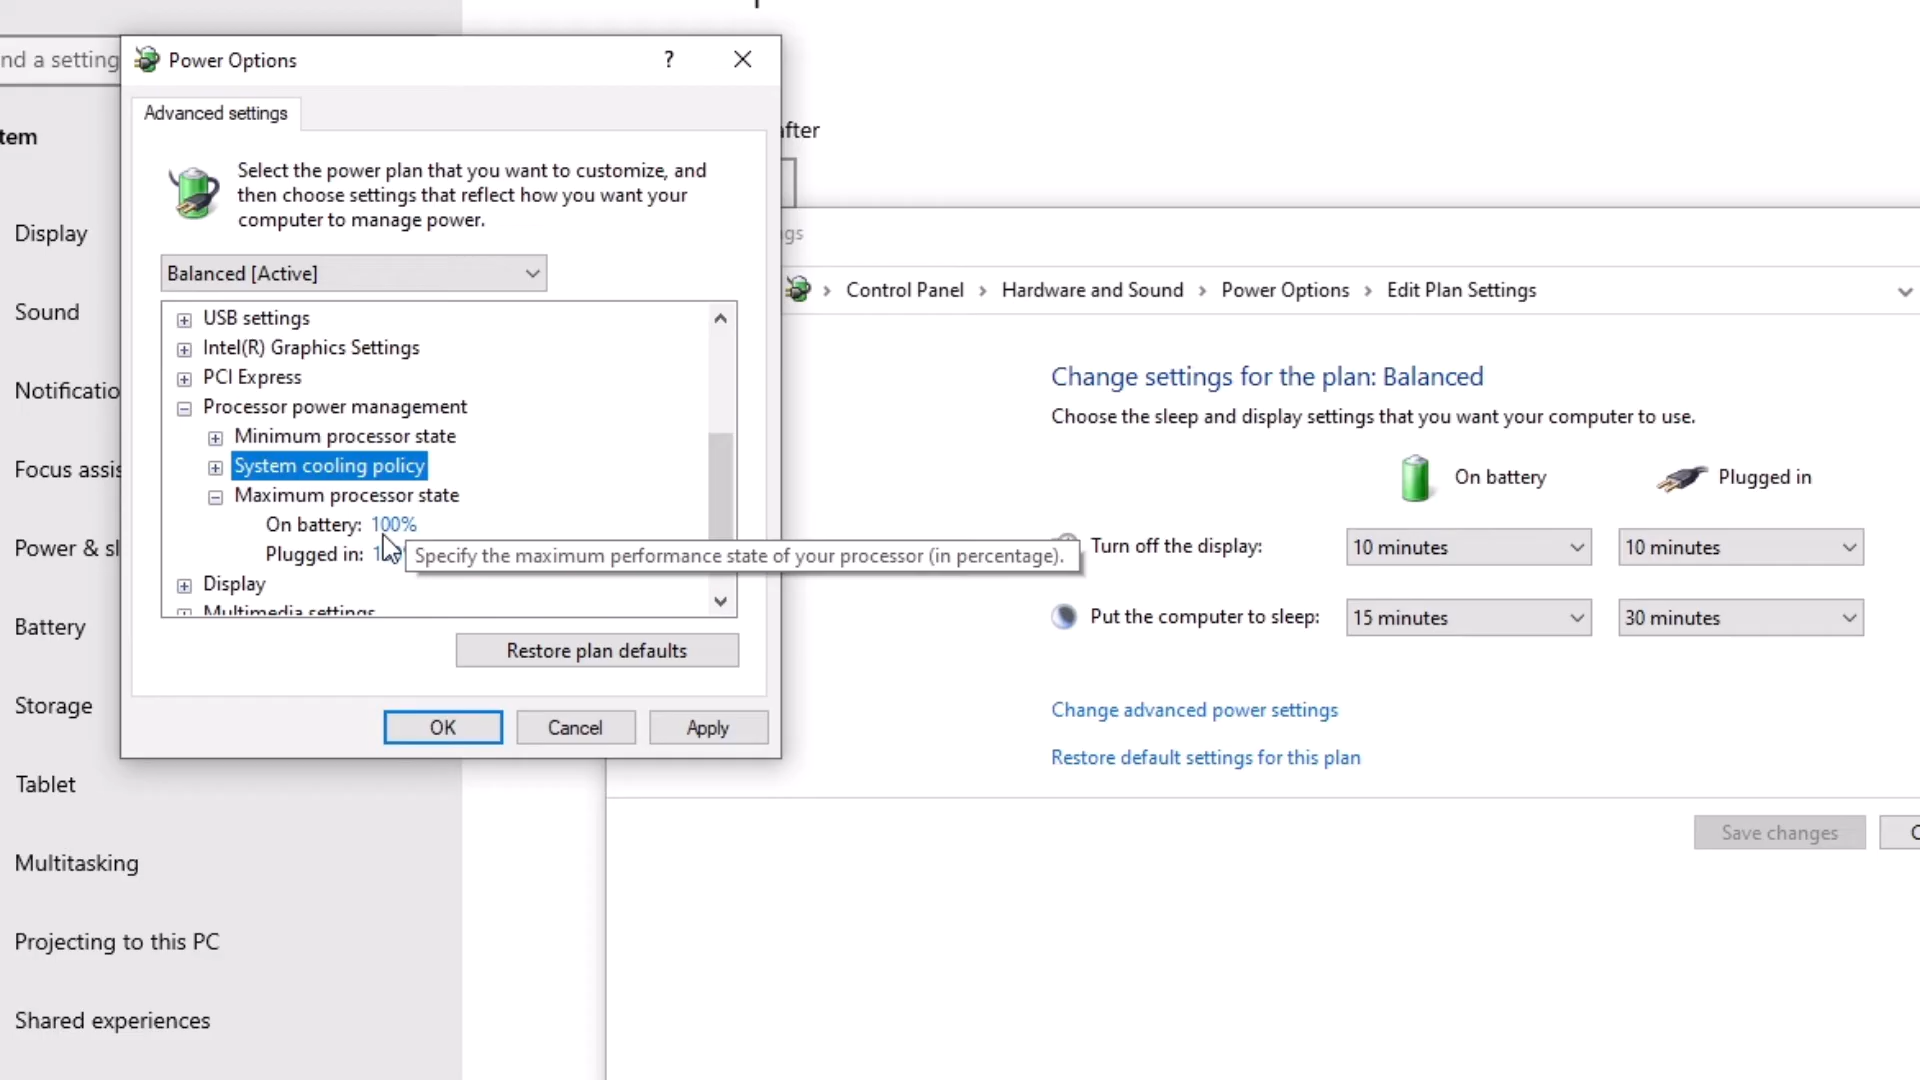 nd a setting
tem
Display
Sound
Notificatio
Focus assis
Power & sl
Battery
Storage
Tablet
Multitasking
Projecting to this PC
Shared experiences
Power Options
?
Advanced settings
Select the power plan that you want to customize, and
then choose settings that reflect how you want your
computer to manage power.
Balanced [Active]
USB settings
Intel(R) Graphics Settings
PCI Express
Processor power management
Minimum processor state
System cooling policy
Maximum processor state
On battery: 100%
Plugged in:
Specify the maximum performance state of your processor (in percentage).
Display
Multimedia settings
Restore plan defaults
OK
Cancel
Apply
after
gs
Control Panel > Hardware and Sound > Power Options > Edit Plan Settings
Change settings for the plan: Balanced
Choose the sleep and display settings that you want your computer to use.
On battery
Plugged in
Turn off the display:
10 minutes
10 minutes
Put the computer to sleep:
15 minutes
30 minutes
Change advanced power settings
Restore default settings for this plan
Save changes